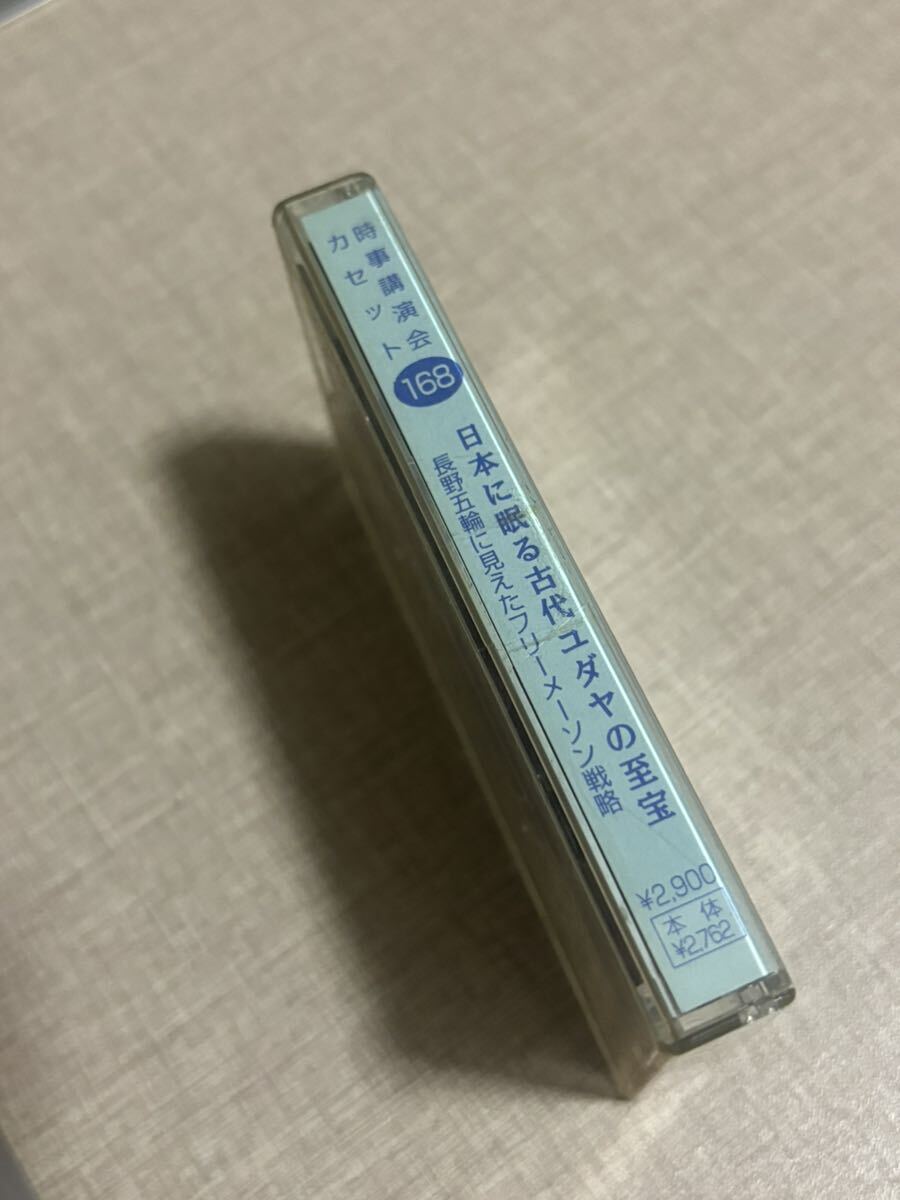 時事講演会
カセット
168
日本に眠る古代ユダヤの至宝
長野五輪に見えたフリーメーソン戦略
¥2,900
本体
¥2,762